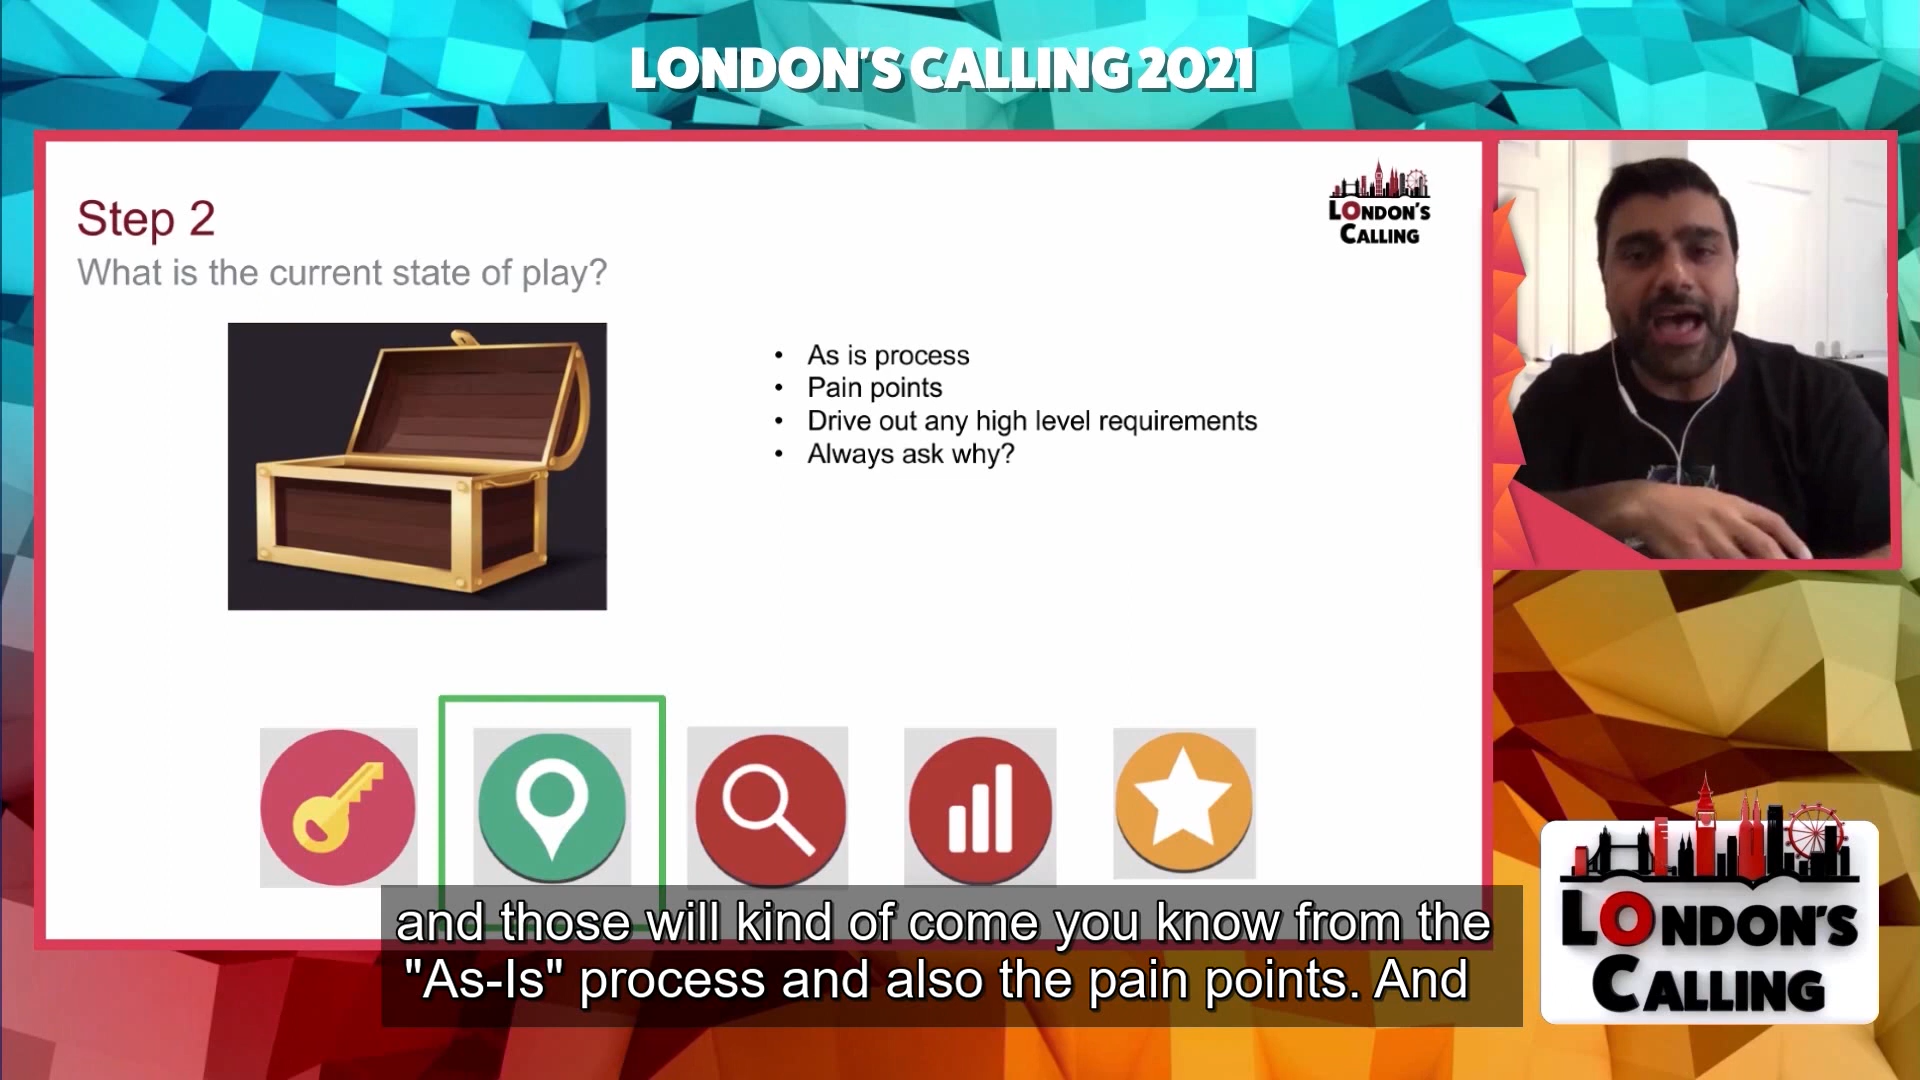 LONDON'S CALLING 2021
Step 2
What is the current state of play?
LONDON'S
CALLING
• As is process
• Pain points
• Drive out any high level requirements
• Always ask why?
and those will kind of come you know from the
"As-Is" process and also the pain points. And
LONDON'S
CALLING